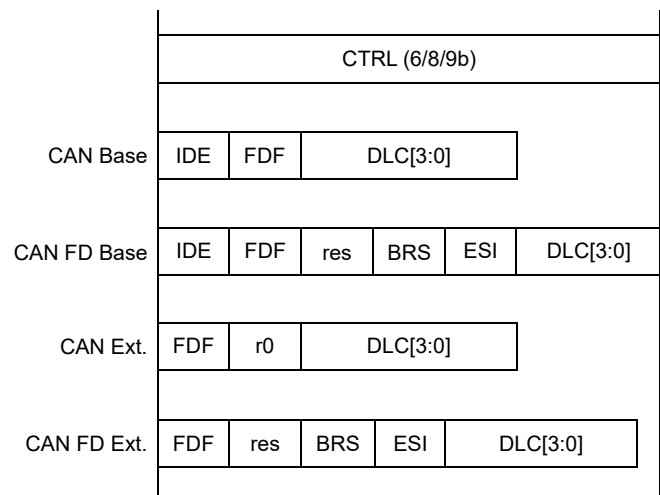 CTRL (6/8/9b)
CAN Base IDE FDF DLC[3:0]
CAN FD Base IDE FDF res BRS ESI DLC[3:0]
CAN Ext. FDF r0 DLC[3:0]
CAN FD Ext. FDF res BRS ESI DLC[3:0]